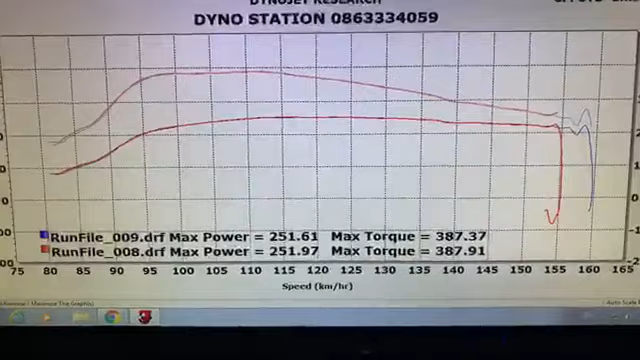 DYNOJET RESEARCH
DYNO STATION 0863334059
RunFile_009.drf Max Power = 251.61 Max Torque = 387.37
RunFile_008.drf Max Power = 251.97 Max Torque = 387.91
75 80 85 90 95 100 105 110 115 120 125 130 135 140 145 150 155 160 165
Speed (km/hr)